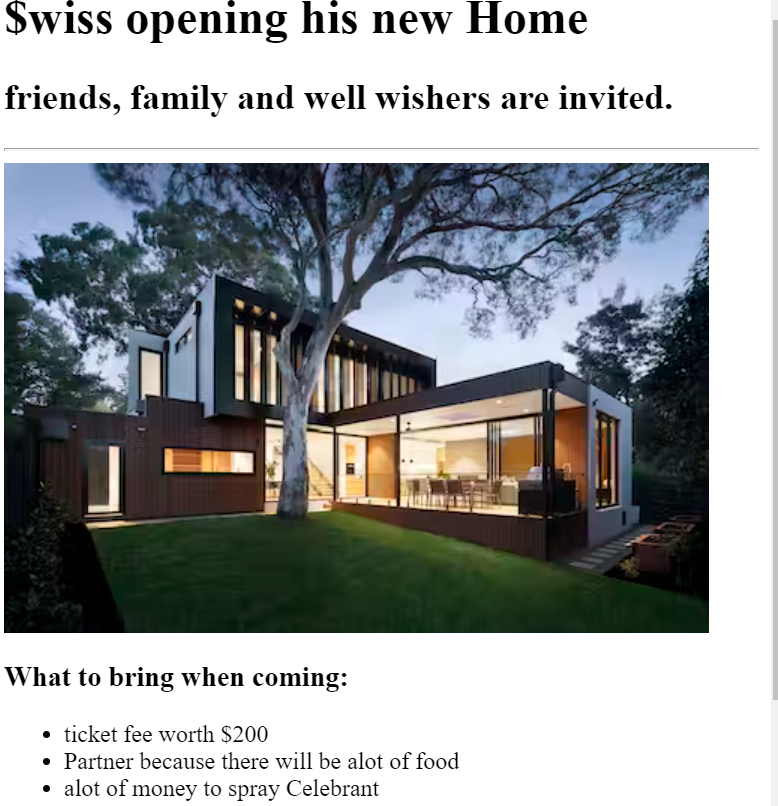 $wiss opening his new Home
friends, family and well wishers are invited.
What to bring when coming:
ticket fee worth $200
Partner because there will be alot of food
alot of money to spray Celebrant